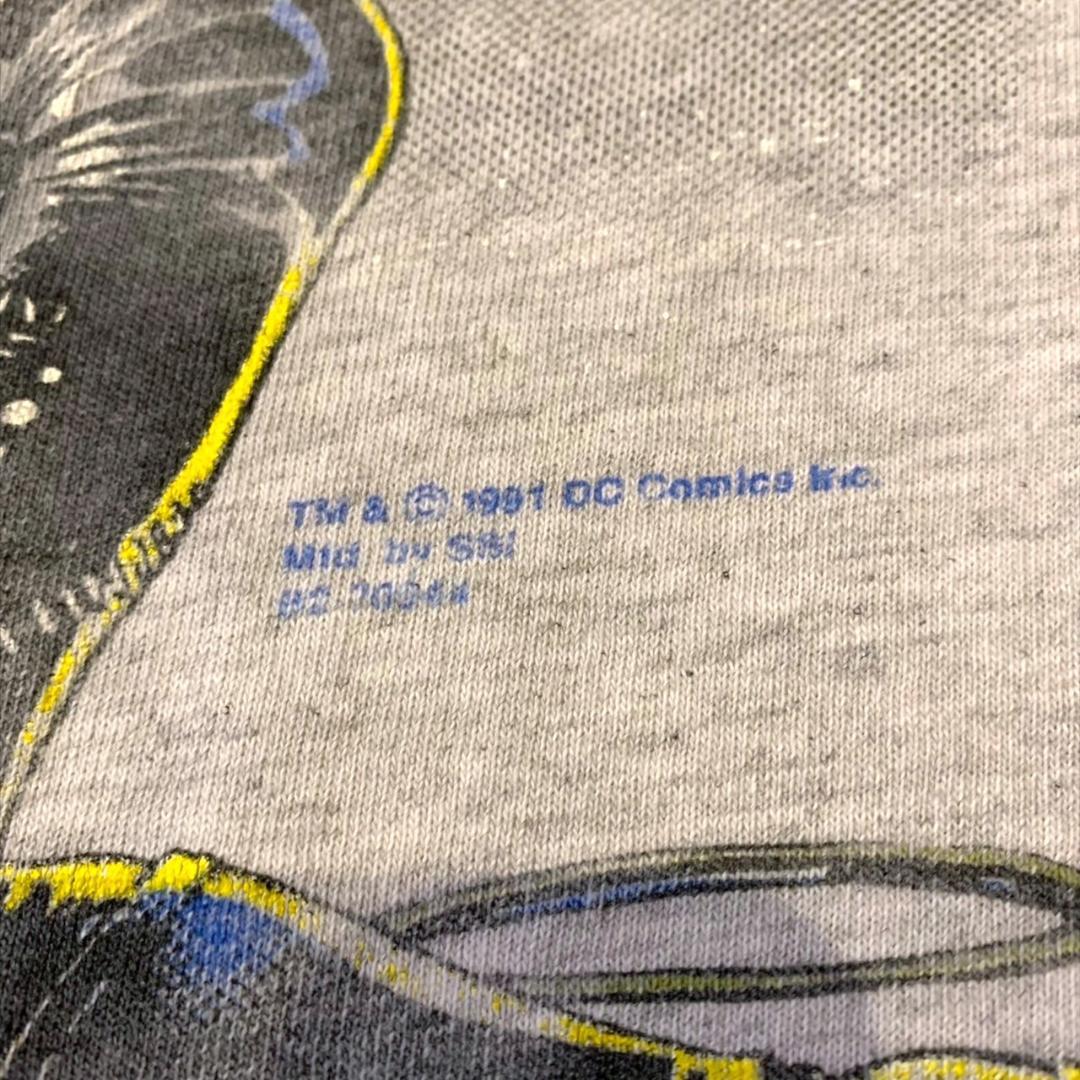 TM & © 1991 DC Comics Inc.
Mfd. by SSI